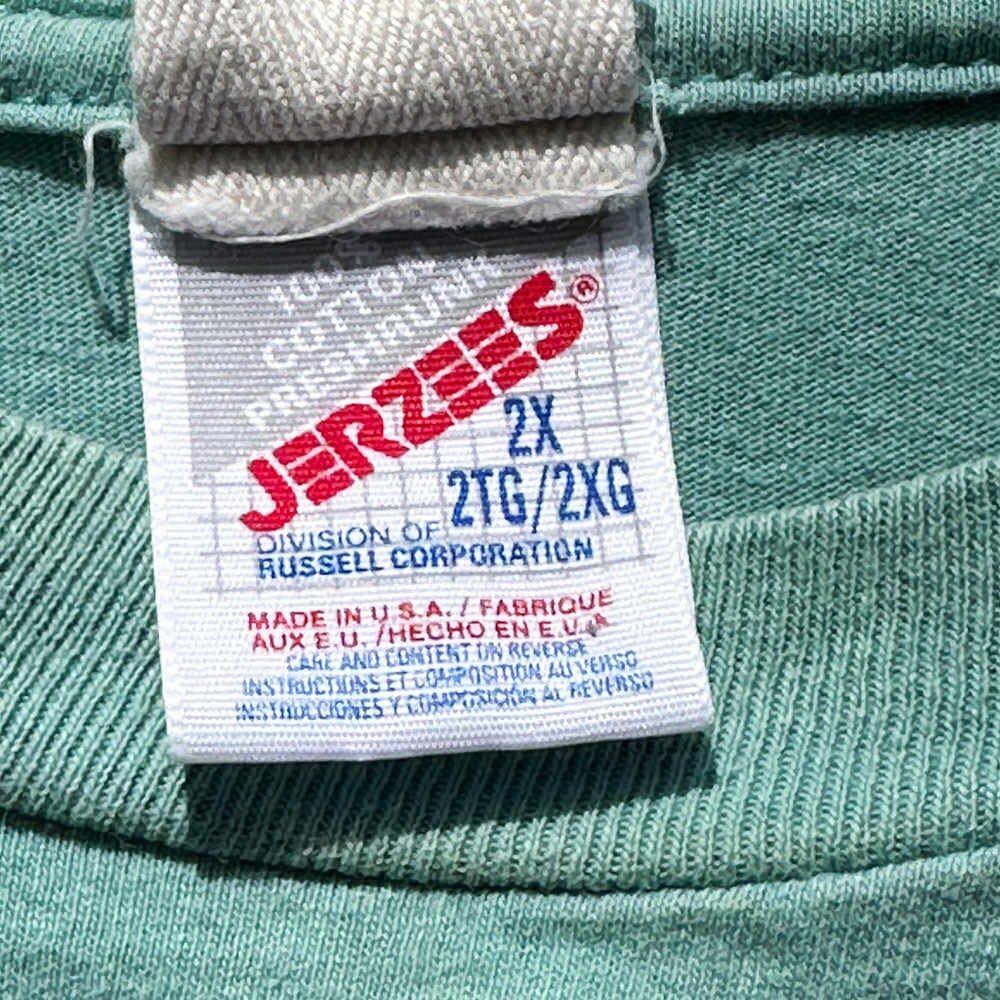 100%
COTTON
PRESHRUNK
JERZEES®
2X
2TG/2XG
DIVISION OF
RUSSELL CORPORATION
MADE IN U.S.A. / FABRIQUE
AUX E.U. /HECHO EN E.U.A
CARE AND CONTENT ON REVERSE
INSTRUCTIONS ET COMPOSITION AU VERSO
INSTRUCCIONES Y COMPOSICIÓN AL REVERSO